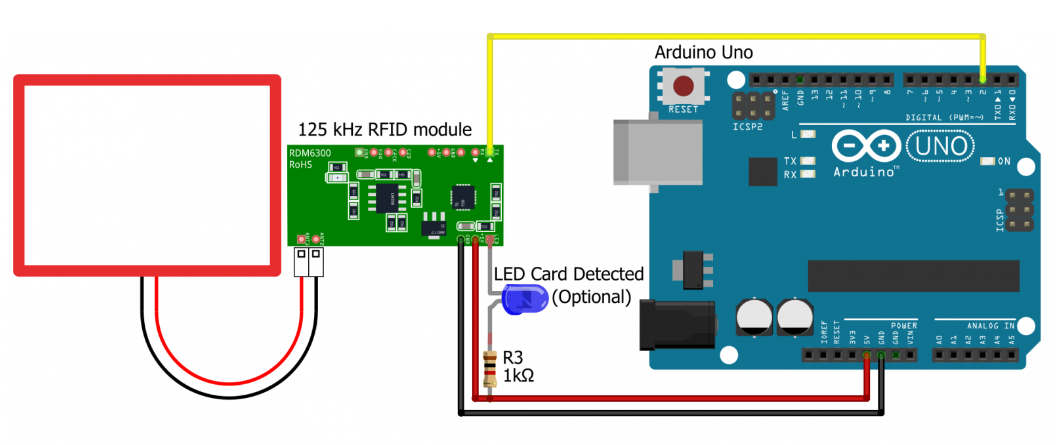 Arduino Uno
RESET
ICSP2
AREF
GND
13
12
~11
~10
~9
8
7
~6
~5
4
~3
2
TX0▶1
RX0◀0
DIGITAL (PWM=~)
L
TX
RX
Arduino™
UNO
ON
1
ICSP
125 kHz RFID module
RDM6300
RoHS
LED Card Detected
(Optional)
R3
1kΩ
IOREF
RESET
3V3
5V
GND
GND
VIN
POWER
ANALOG IN
A0
A1
A2
A3
A4
A5